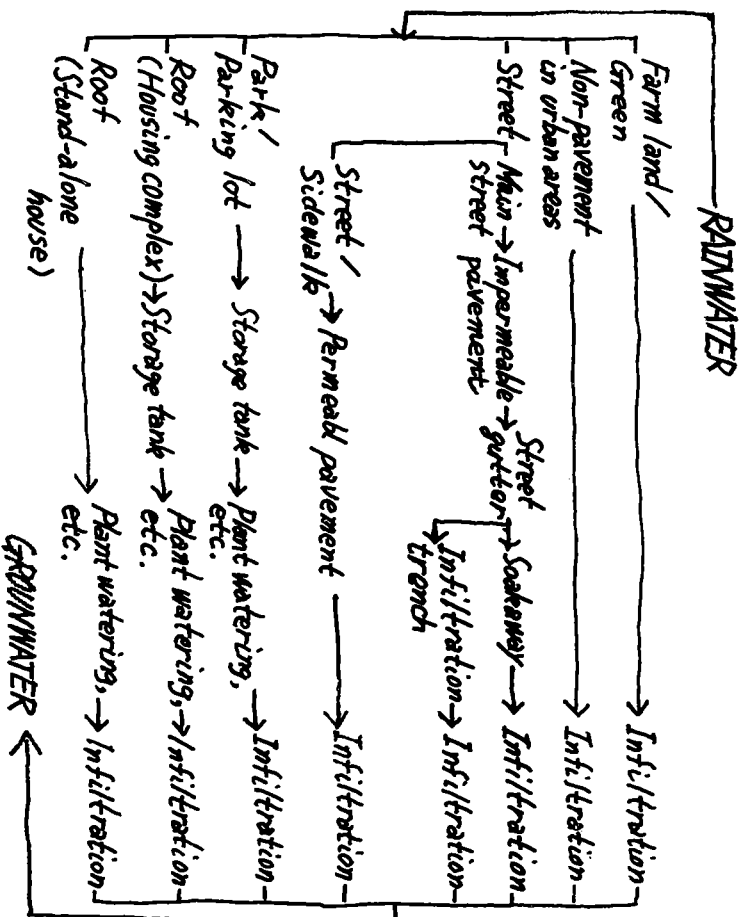 RAINWATER
Farm land/
Green
Infiltration
Non-pavement
in urban areas
Infiltration
Street
Main
street
Impermeable
pavement
Street
gutter
Soakaway
Infiltration
Infiltration
trench
Infiltration
Street/
Sidewalk
Permeabl pavement
Infiltration
Park/
Parking lot
Storage tank
Plant watering,
etc.
Infiltration
Roof
(Housing complex)
Storage tank
Plant watering,
etc.
Infiltration
Roof
(Stand-alone
house)
Plant watering,
etc.
Infiltration